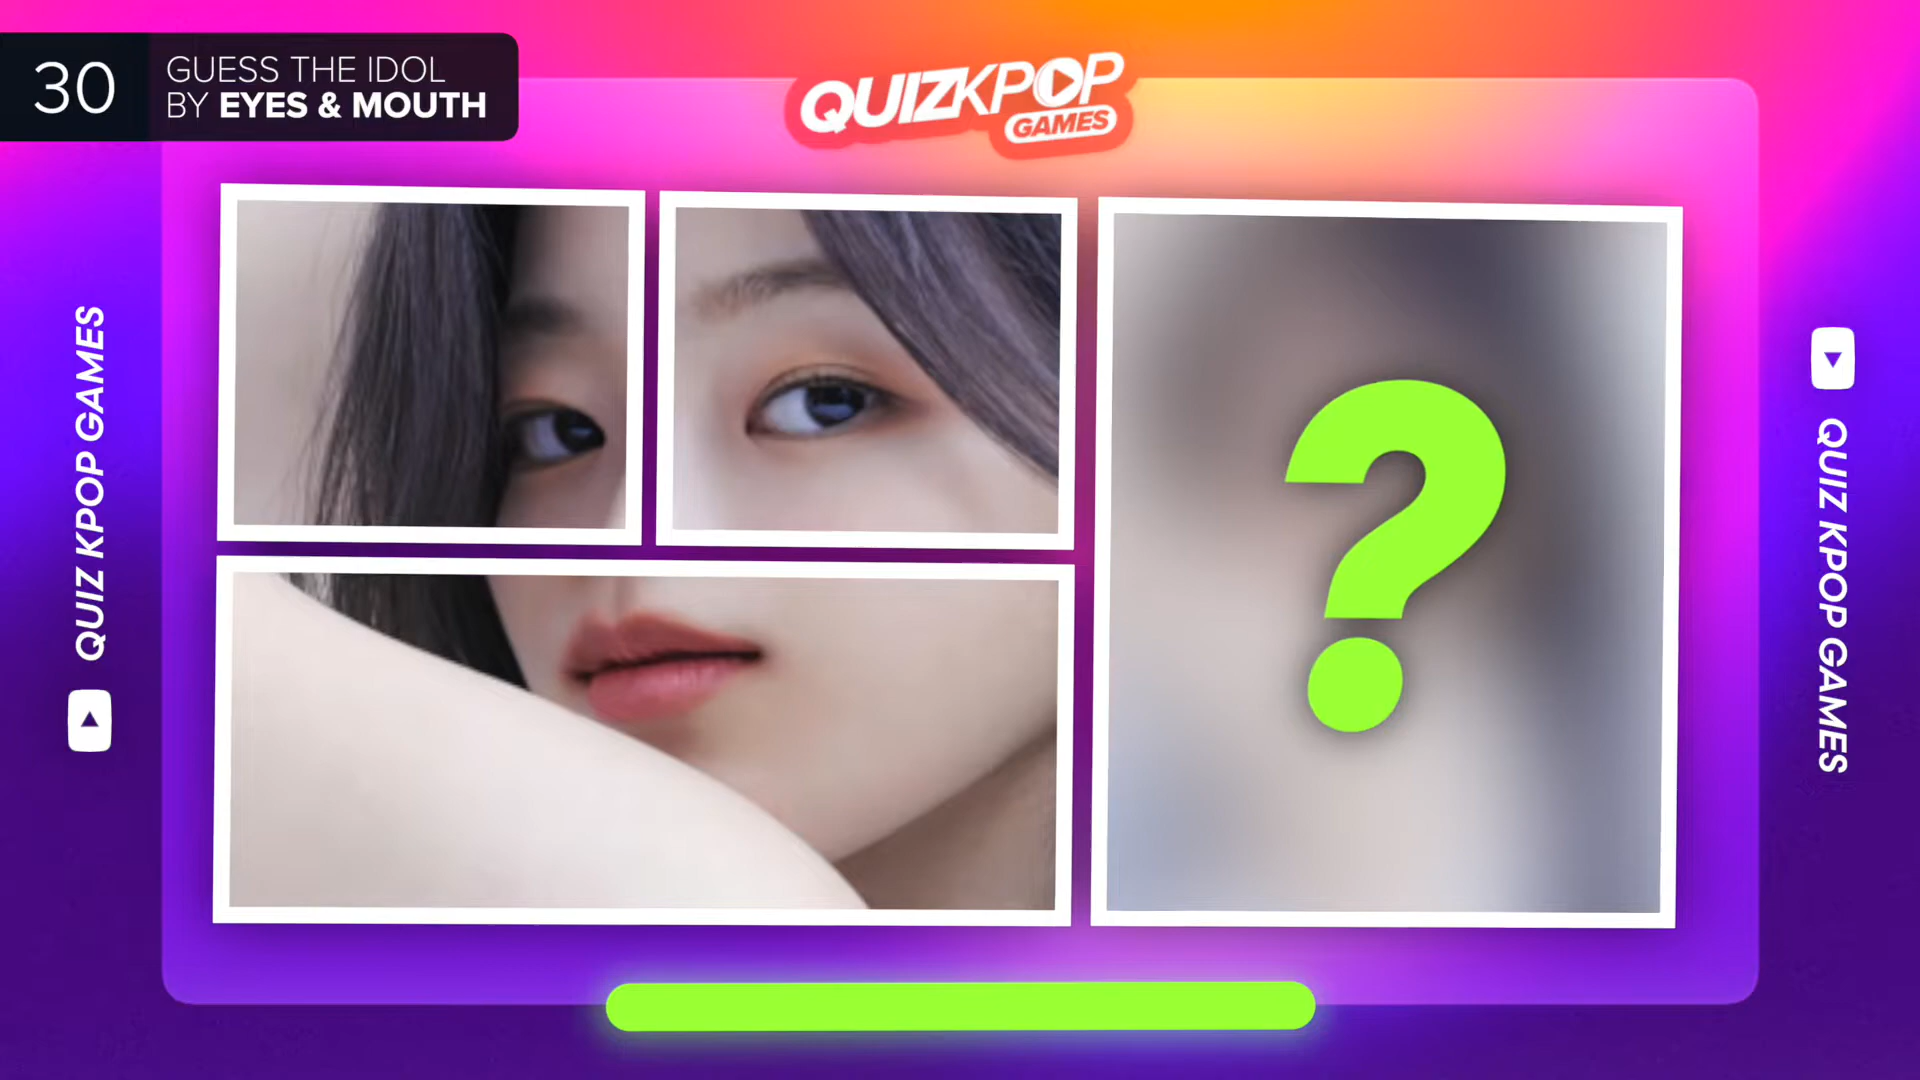 30
GUESS THE IDOL
BY EYES & MOUTH
QUIZKPOP
GAMES
QUIZ KPOP GAMES
?
QUIZ KPOP GAMES